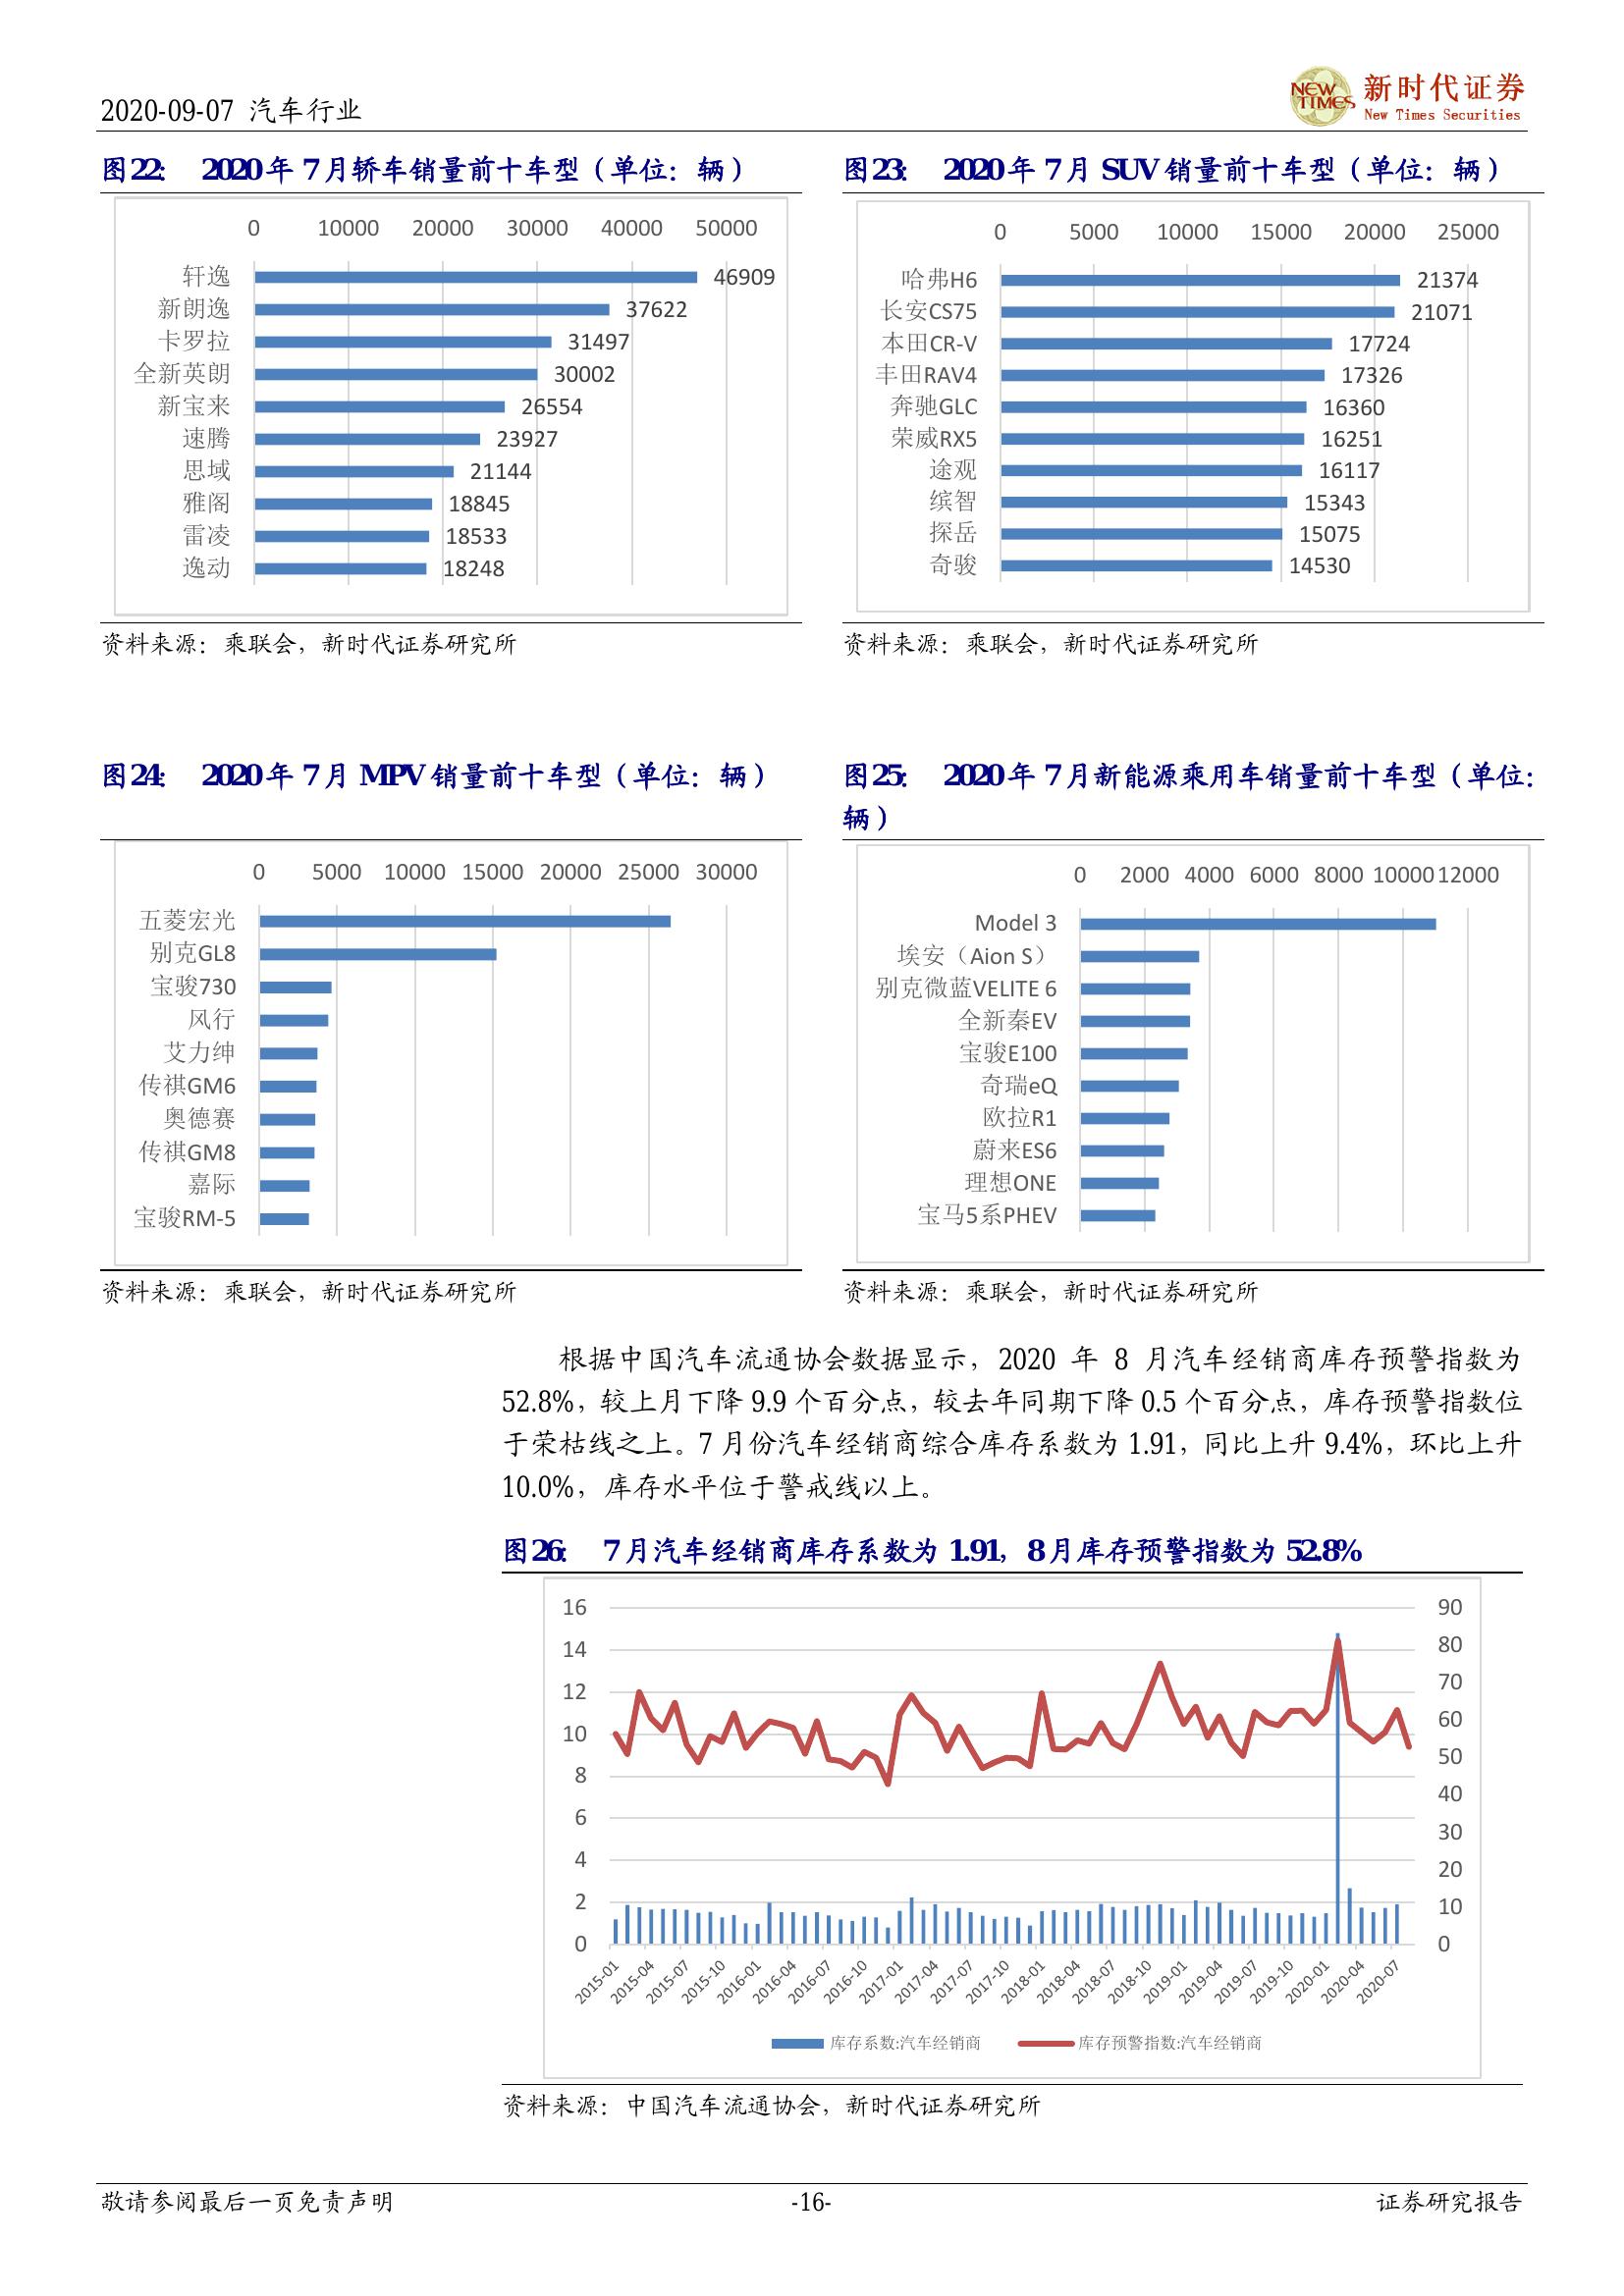 2020-09-07 汽车行业
NEW TIMES
新时代证券
New Times Securities
图22: 2020年7月轿车销量前十车型（单位：辆）
0 10000 20000 30000 40000 50000
轩逸 46909
新朗逸 37622
卡罗拉 31497
全新英朗 30002
新宝来 26554
速腾 23927
思域 21144
雅阁 18845
雷凌 18533
逸动 18248
资料来源：乘联会，新时代证券研究所
图23: 2020年7月SUV销量前十车型（单位：辆）
0 5000 10000 15000 20000 25000
哈弗H6 21374
长安CS75 21071
本田CR-V 17724
丰田RAV4 17326
奔驰GLC 16360
荣威RX5 16251
途观 16117
缤智 15343
探岳 15075
奇骏 14530
资料来源：乘联会，新时代证券研究所
图24: 2020年7月MPV销量前十车型（单位：辆）
0 5000 10000 15000 20000 25000 30000
五菱宏光
别克GL8
宝骏730
风行
艾力绅
传祺GM6
奥德赛
传祺GM8
嘉际
宝骏RM-5
资料来源：乘联会，新时代证券研究所
图25: 2020年7月新能源乘用车销量前十车型（单位：
辆）
0 2000 4000 6000 8000 10000 12000
Model 3
埃安（Aion S）
别克微蓝VELITE 6
全新秦EV
宝骏E100
奇瑞eQ
欧拉R1
蔚来ES6
理想ONE
宝马5系PHEV
资料来源：乘联会，新时代证券研究所
根据中国汽车流通协会数据显示，2020 年 8 月汽车经销商库存预警指数为
52.8%，较上月下降 9.9 个百分点，较去年同期下降 0.5 个百分点，库存预警指数位
于荣枯线之上。7 月份汽车经销商综合库存系数为 1.91，同比上升 9.4%，环比上升
10.0%，库存水平位于警戒线以上。
图26: 7月汽车经销商库存系数为1.91，8月库存预警指数为52.8%
16 90
14 80
12 70
10 60
8 50
6 40
4 30
2 20
0 10
0
2015-01 2015-04 2015-07 2015-10 2016-01 2016-04 2016-07 2016-10 2017-01 2017-04 2017-07 2017-10 2018-01 2018-04 2018-07 2018-10 2019-01 2019-04 2019-07 2019-10 2020-01 2020-04 2020-07
库存系数:汽车经销商 库存预警指数:汽车经销商
资料来源：中国汽车流通协会，新时代证券研究所
敬请参阅最后一页免责声明 -16- 证券研究报告